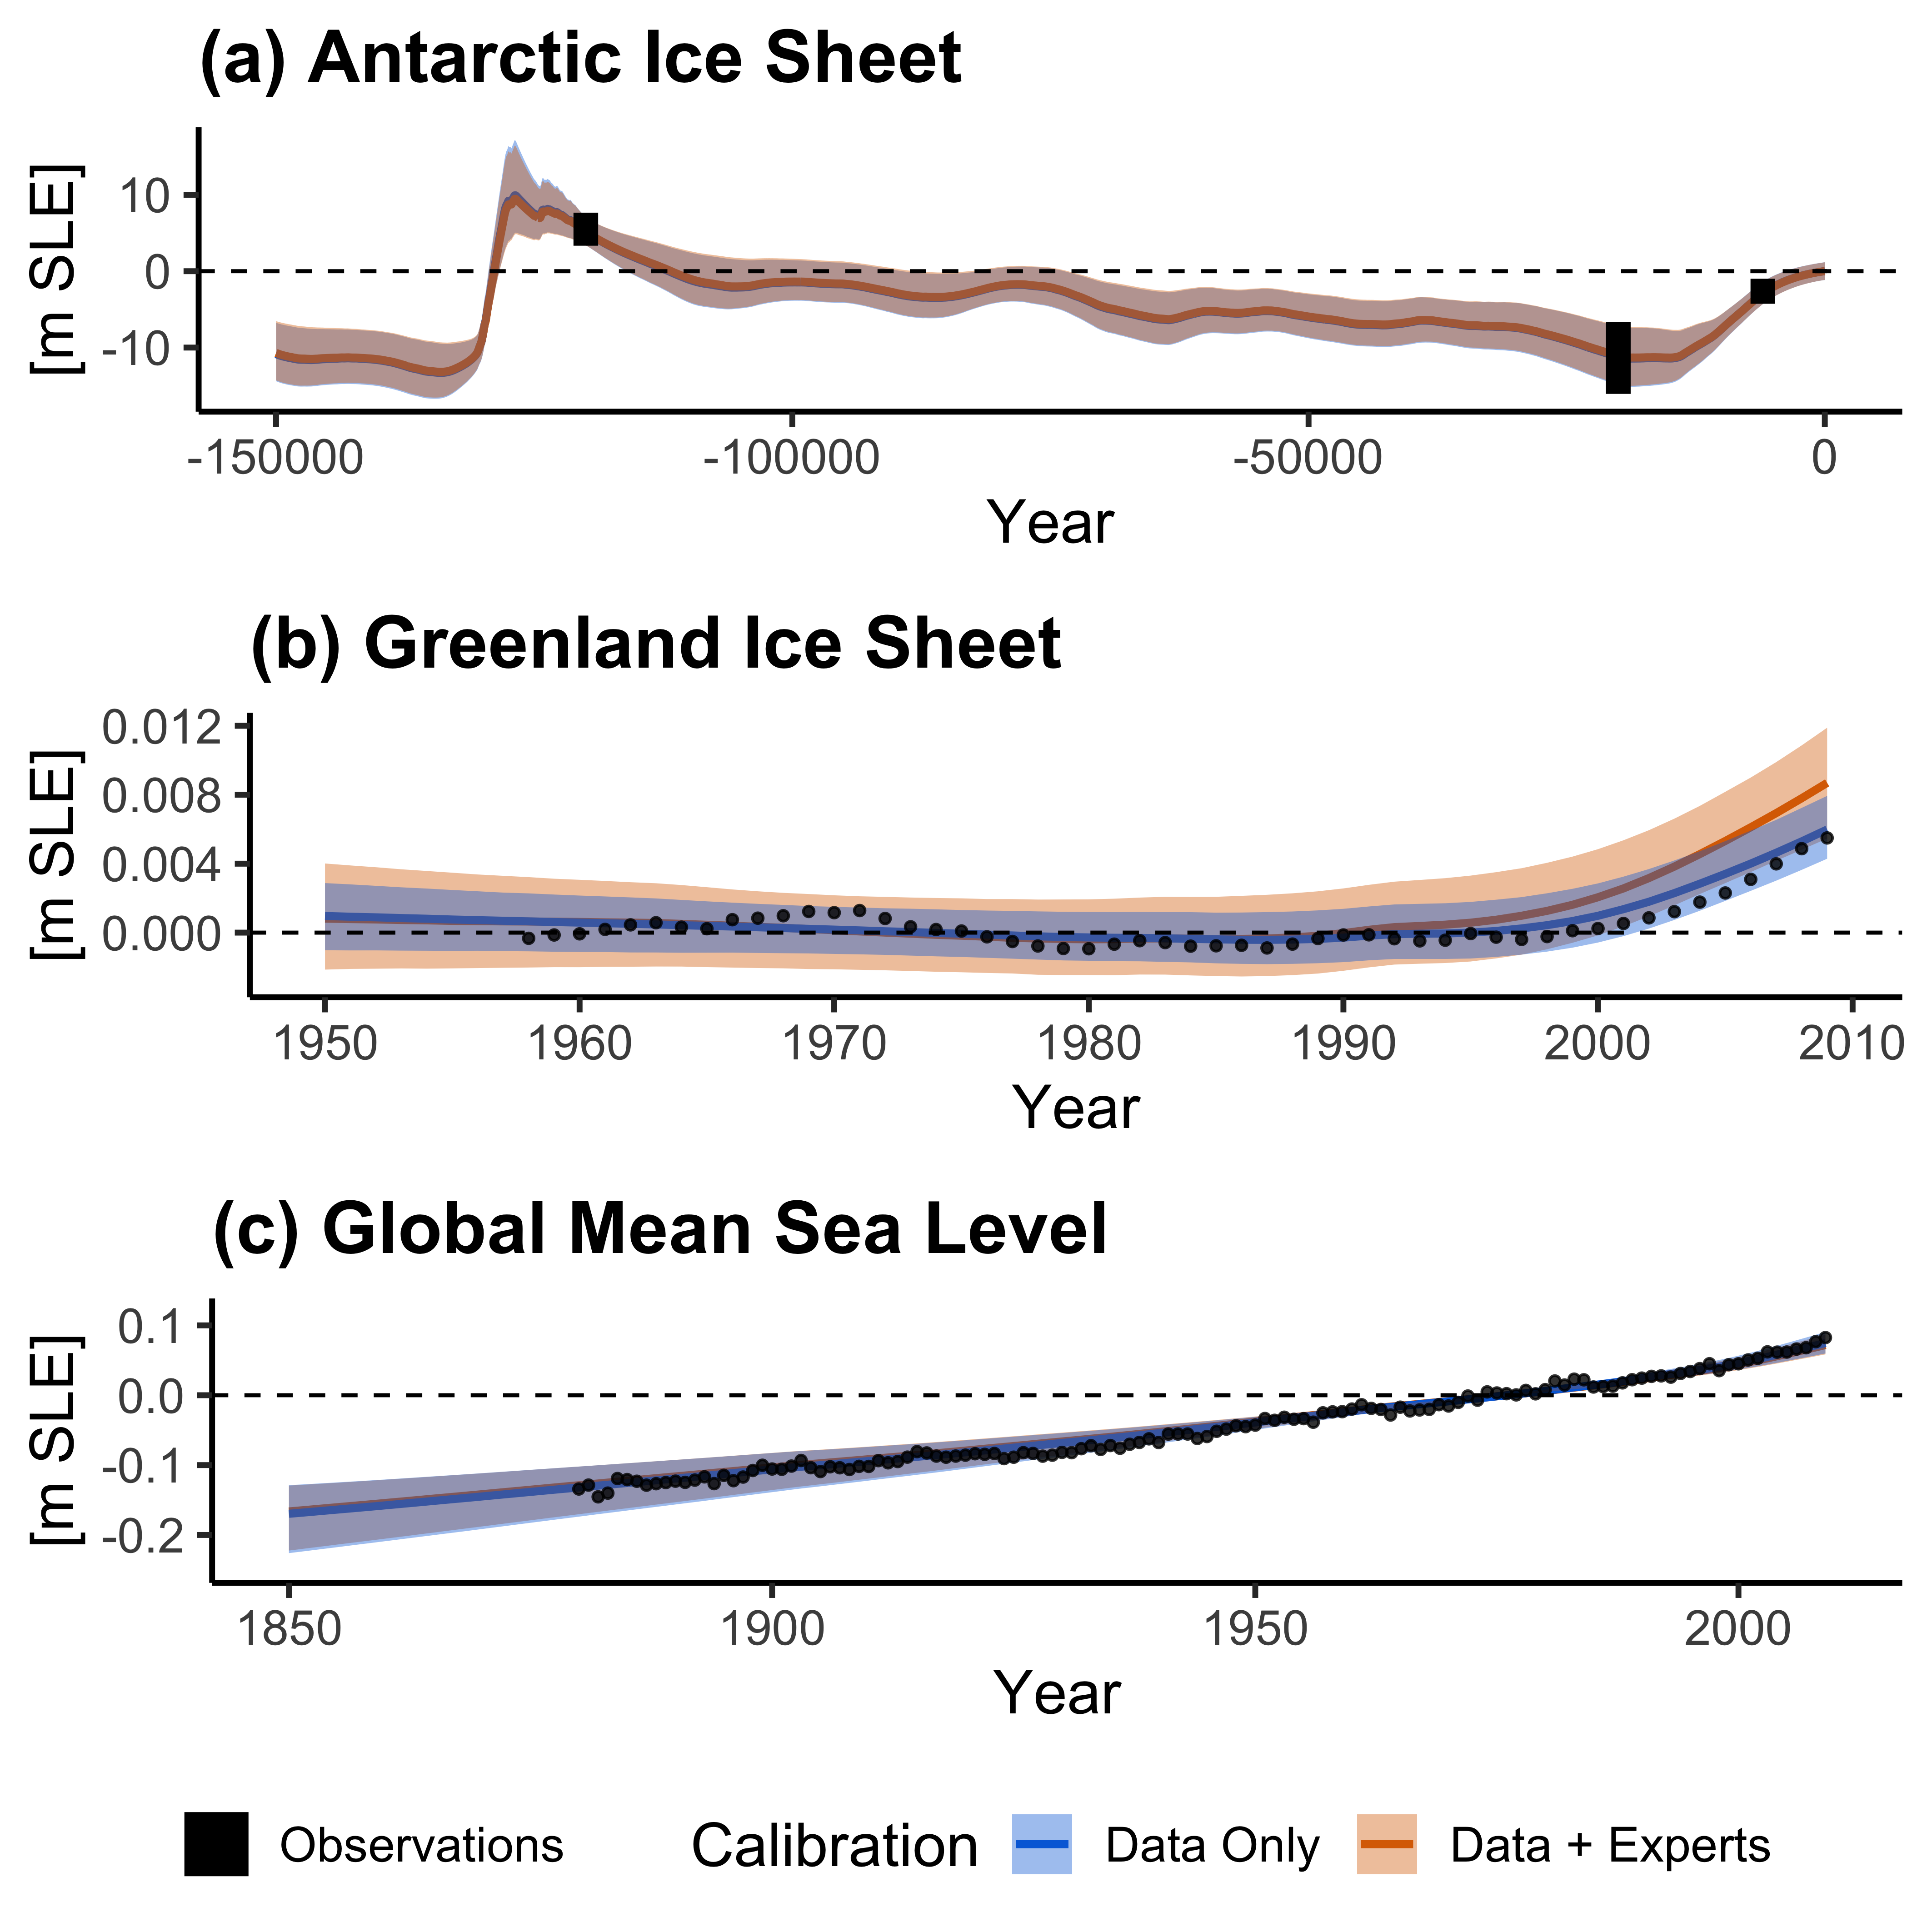 (a) Antarctic Ice Sheet
[m SLE]
10
0
-10
-150000 -100000 -50000 0
Year
(b) Greenland Ice Sheet
[m SLE]
0.012
0.008
0.004
0.000
1950 1960 1970 1980 1990 2000 2010
Year
(c) Global Mean Sea Level
[m SLE]
0.1
0.0
-0.1
-0.2
1850 1900 1950 2000
Year
Observations Calibration Data Only Data + Experts